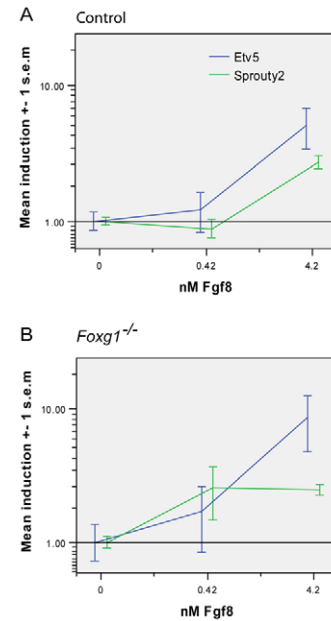 A Control
Etv5
Sprouty2
Mean induction +- 1 s.e.m
10.00
1.00
0 0.42 4.2
nM Fgf8
B Foxg1-/-
Mean induction +- 1 s.e.m
10.00
1.00
0 0.42 4.2
nM Fgf8